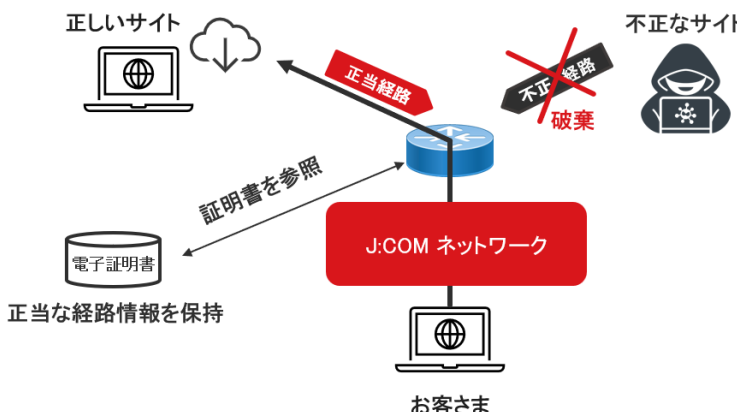 正しいサイト
不正なサイト
正当経路
不正経路
破棄
証明書を参照
J:COM ネットワーク
電子証明書
正当な経路情報を保持
お客さま